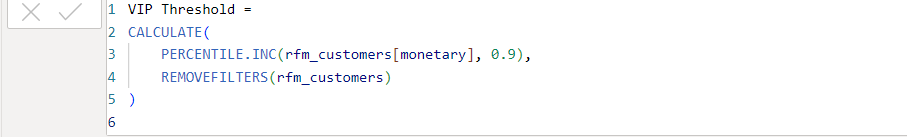 1 VIP Threshold =
2 CALCULATE(
3 PERCENTILE.INC(rfm_customers[monetary], 0.9),
4 REMOVEFILTERS(rfm_customers)
5 )
6